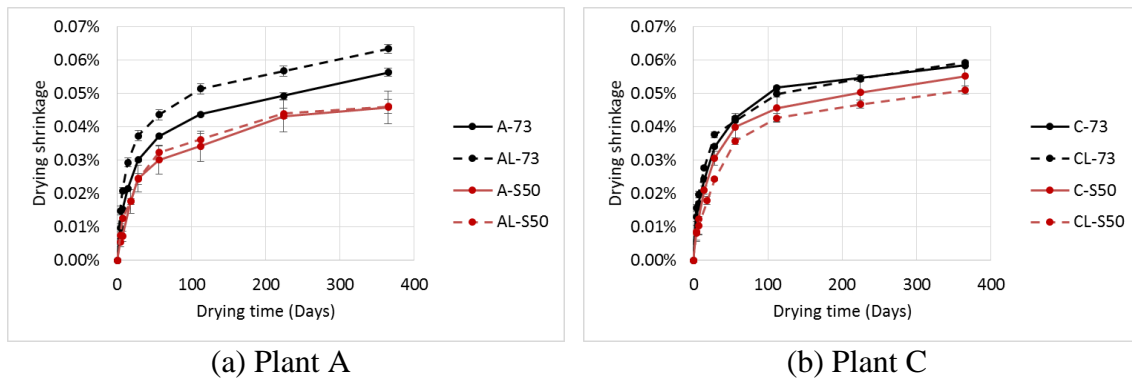 0.07%
0.06%
0.05%
0.04%
0.03%
0.02%
0.01%
0.00%
Drying shrinkage
0 100 200 300 400
Drying time (Days)
A-73
AL-73
A-S50
AL-S50
(a) Plant A
0.07%
0.06%
0.05%
0.04%
0.03%
0.02%
0.01%
0.00%
Drying shrinkage
0 100 200 300 400
Drying time (Days)
C-73
CL-73
C-S50
CL-S50
(b) Plant C